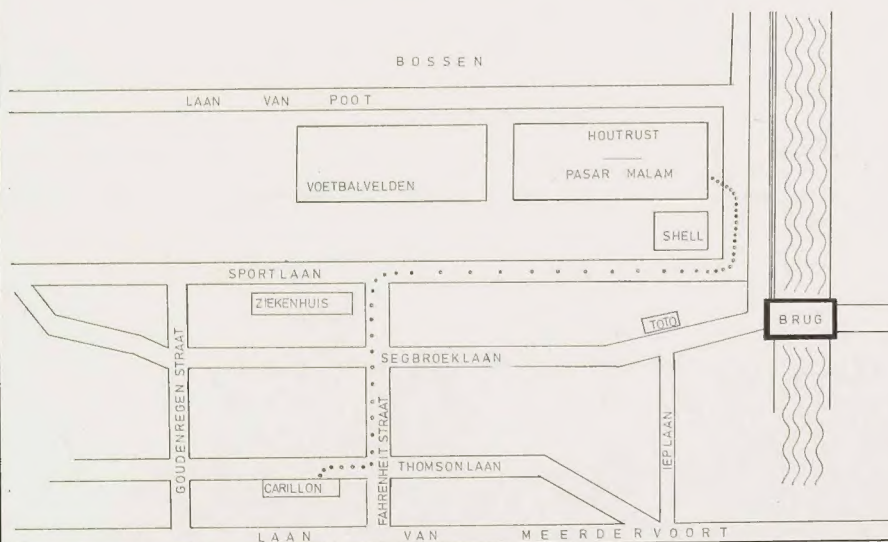 BOSSEN
LAAN VAN POOT
HOUTRUST
PASAR MALAM
VOETBALVELDEN
SHELL
SPORTLAAN
ZIEKENHUIS
TOTO
BRUG
SEGBROEKLAAN
GOUDENREGEN STRAAT
FAHRENHEIT STRAAT
IEPLAAN
THOMSONLAAN
CARILLON
LAAN VAN MEERDERVOORT